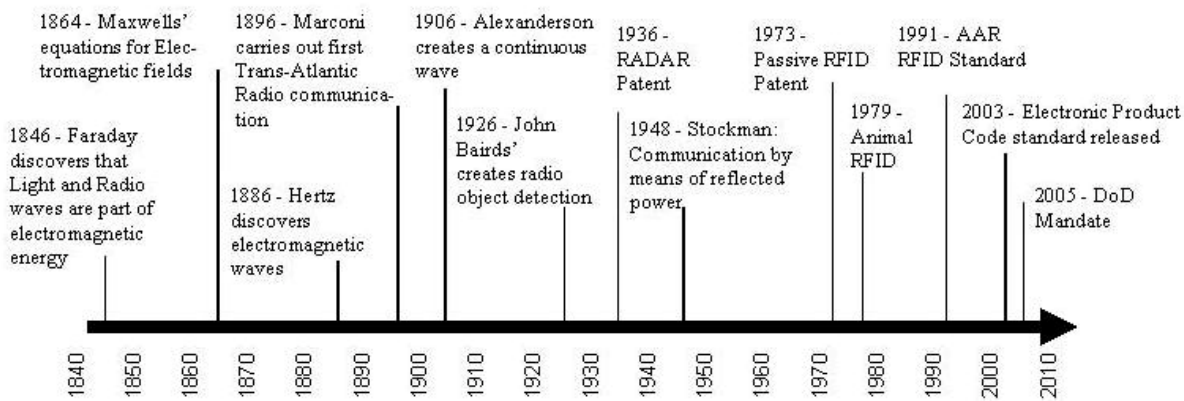 1864 - Maxwells’
equations for Elec-
tromagnetic fields
1896 - Marconi
carries out first
Trans-Atlantic
Radio communica-
tion
1906 - Alexanderson
creates a continuous
wave
1936 -
RADAR
Patent
1973 -
Passive RFID
Patent
1991 - AAR
RFID Standard
1846 - Faraday
discovers that
Light and Radio
waves are part of
electromagnetic
energy
1886 - Hertz
discovers
electromagnetic
waves
1926 - John
Bairds’
creates radio
object detection
1948 - Stockman:
Communication by
means of reflected
power
1979 -
Animal
RFID
2003 - Electronic Product
Code standard released
2005 - DoD
Mandate
1840
1850
1860
1870
1880
1890
1900
1910
1920
1930
1940
1950
1960
1970
1980
1990
2000
2010